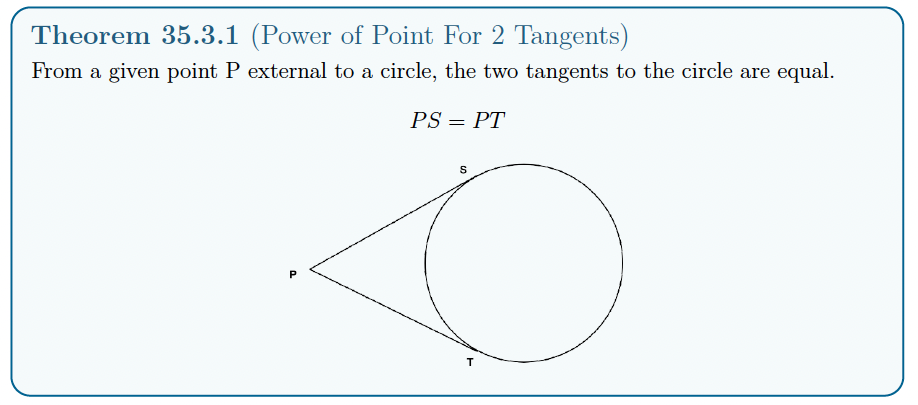 Theorem 35.3.1 (Power of Point For 2 Tangents)
From a given point P external to a circle, the two tangents to the circle are equal.
PS = PT
S
P
T